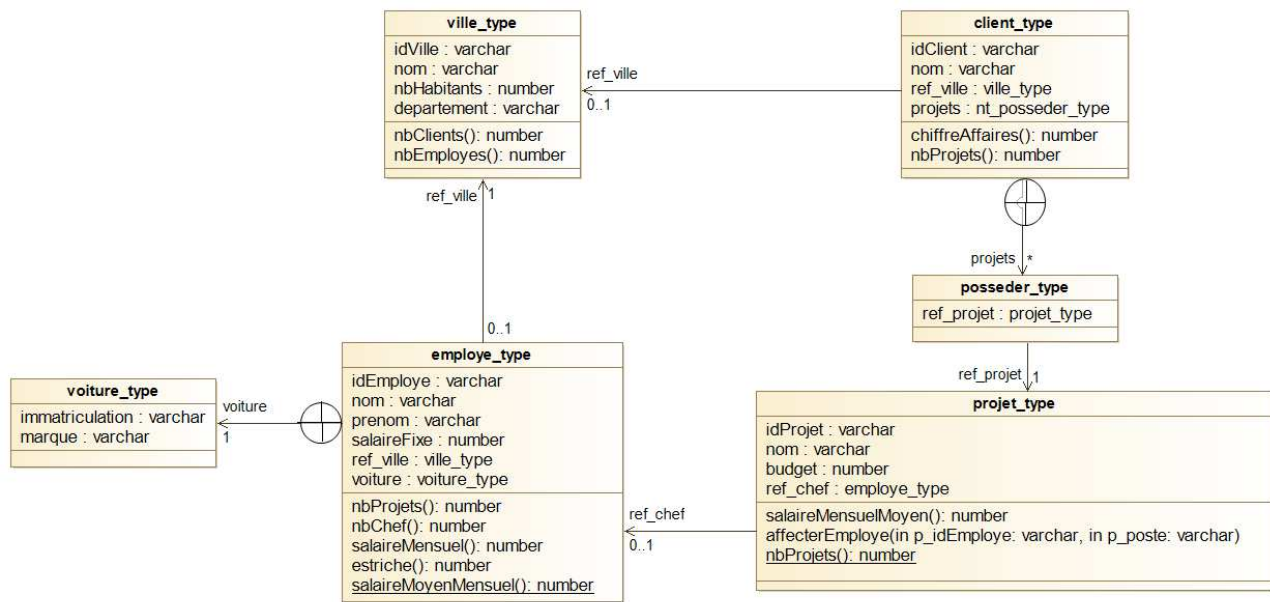 ville_type
idVille : varchar
nom : varchar
nbHabitants : number
departement : varchar
nbClients(): number
nbEmployes(): number
client_type
idClient : varchar
nom : varchar
ref_ville : ville_type
projets : nt_posseder_type
chiffreAffaires(): number
nbProjets(): number
ref_ville
0..1
ref_ville
1
0..1
projets
*
posseder_type
ref_projet : projet_type
ref_projet
1
voiture_type
immatriculation : varchar
marque : varchar
voiture
1
employe_type
idEmploye : varchar
nom : varchar
prenom : varchar
salaireFixe : number
ref_ville : ville_type
voiture : voiture_type
nbProjets(): number
nbChef(): number
salaireMensuel(): number
estriche(): number
salaireMoyenMensuel(): number
ref_chef
0..1
projet_type
idProjet : varchar
nom : varchar
budget : number
ref_chef : employe_type
salaireMensuelMoyen(): number
affecterEmploye(in p_idEmploye: varchar, in p_poste: varchar)
nbProjets(): number